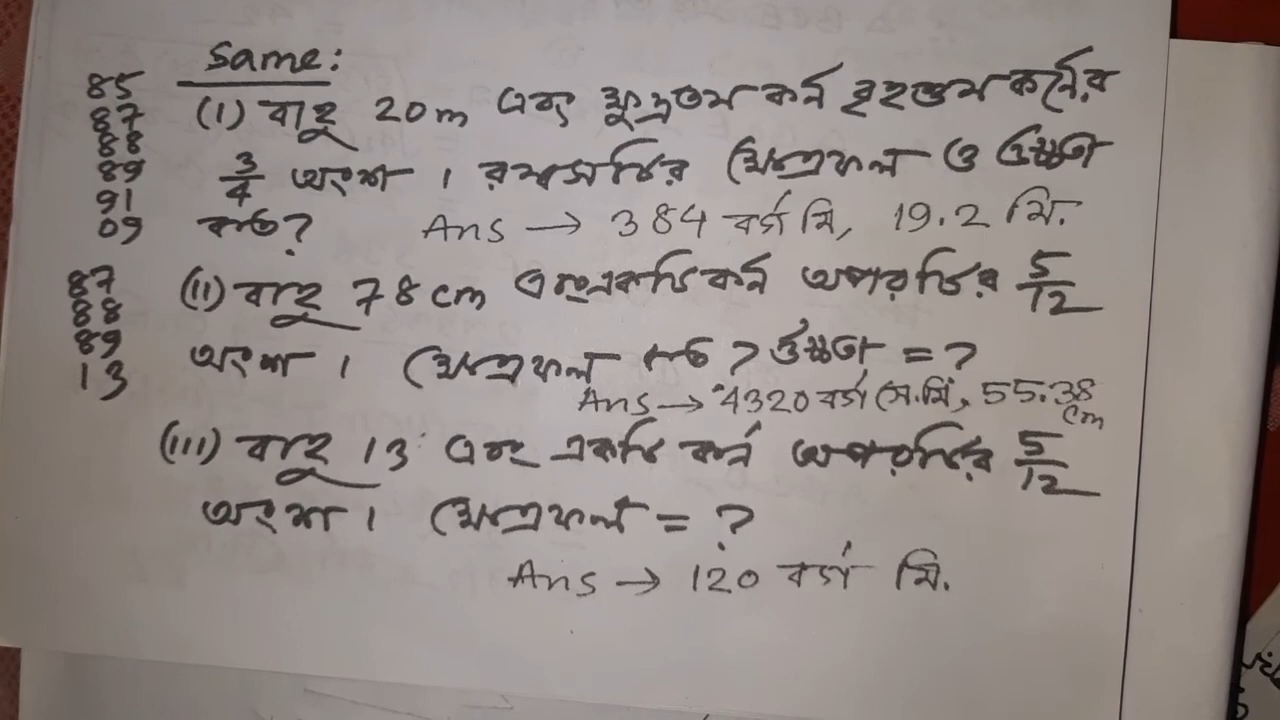 Same:
85
87
88
89
91
09
(I) বাহু 20m এবং ক্ষুদ্রতম কর্ন বৃহত্তম কর্নের
3/4 অংশ। রম্বসটির ক্ষেত্রফল ও উচ্চতা
কত? Ans → 384 বর্গ মি, 19.2 মি.
87
88
89
13
(II) বাহু 78cm এবং একটি কর্ন অপরটির 5/12
অংশ। ক্ষেত্রফল কত? উচ্চতা = ?
Ans → 4320 বর্গ সে.মি, 55.38 cm
(III) বাহু 13 এবং একটি কর্ন অপরটির 5/12
অংশ। ক্ষেত্রফল = ?
Ans → 120 বর্গ মি.